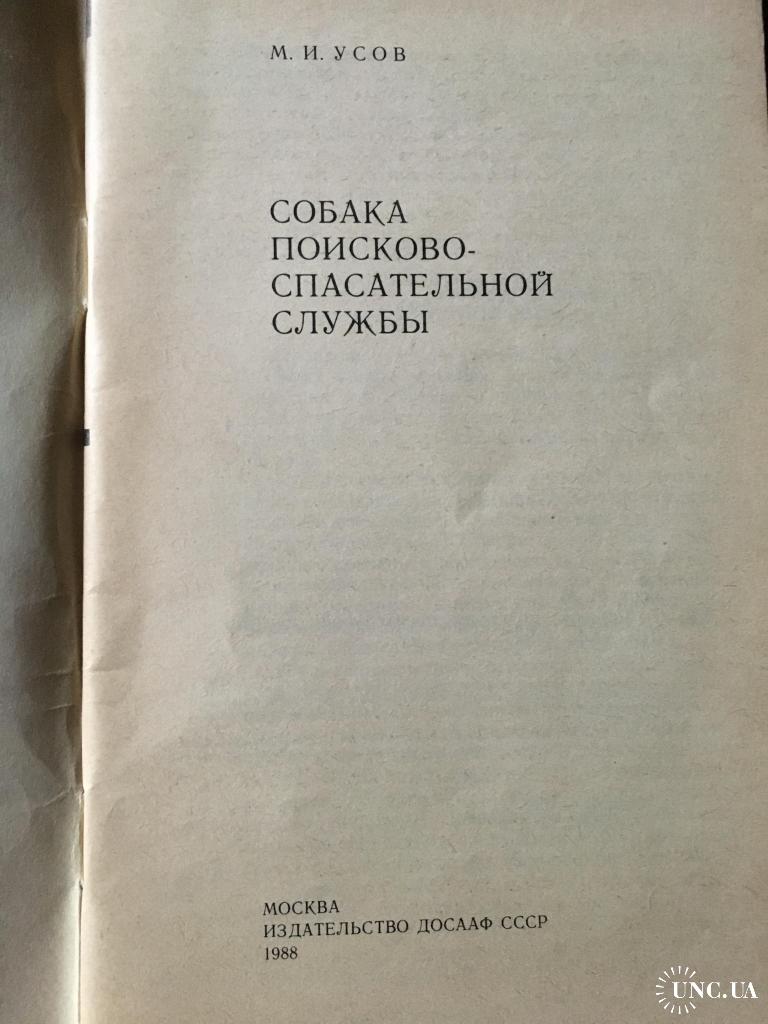 М. И. УСОВ
СОБАКА
ПОИСКОВО-
СПАСАТЕЛЬНОЙ
СЛУЖБЫ
МОСКВА
ИЗДАТЕЛЬСТВО ДОСААФ СССР
1988
UNC.UA